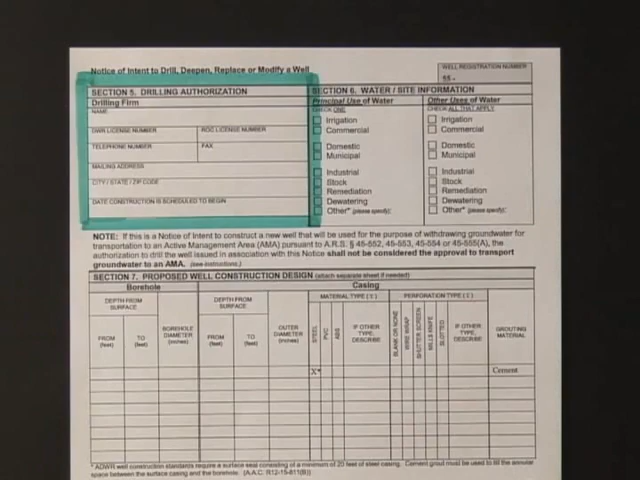 Notice of Intent to Drill, Deepen, Replace or Modify a Well
WELL REGISTRATION NUMBER
55 -
SECTION 5. DRILLING AUTHORIZATION
Drilling Firm
NAME
DWR LICENSE NUMBER ROC LICENSE NUMBER
TELEPHONE NUMBER FAX
MAILING ADDRESS
CITY / STATE / ZIP CODE
DATE CONSTRUCTION IS SCHEDULED TO BEGIN
SECTION 6. WATER / SITE INFORMATION
Principal Use of Water
CHECK ONE
Irrigation
Commercial
Domestic
Municipal
Industrial
Stock
Remediation
Dewatering
Other* (please specify):
Other Uses of Water
CHECK ALL THAT APPLY
Irrigation
Commercial
Domestic
Municipal
Industrial
Stock
Remediation
Dewatering
Other* (please specify):
NOTE: If this is a Notice of Intent to construct a new well that will be used for the purpose of withdrawing groundwater for
transportation to an Active Management Area (AMA) pursuant to A.R.S. § 45-552, 45-553, 45-554 or 45-555(A), the
authorization to drill the well issued in association with this Notice shall not be considered the approval to transport
groundwater to an AMA. (see instructions.)
SECTION 7. PROPOSED WELL CONSTRUCTION DESIGN (attach separate sheet if needed)
Borehole Casing
DEPTH FROM SURFACE
FROM (feet)
TO (feet)
BOREHOLE DIAMETER (inches)
DEPTH FROM SURFACE
FROM (feet)
TO (feet)
OUTER DIAMETER (inches)
MATERIAL TYPE ( T )
STEEL
PVC
ABS
IF OTHER TYPE, DESCRIBE
PERFORATION TYPE ( T )
BLANK OR NONE
WIRE WRAP
SHUTTER SCREEN
MILLS KNIFE
SLOTTED
IF OTHER TYPE, DESCRIBE
GROUTING MATERIAL
X* Cement
* ADWR well construction standards require a surface seal consisting of a minimum of 20 feet of steel casing. Cement grout must be used to fill the annular
space between the surface casing and the borehole. (A.A.C. R12-15-811(B))